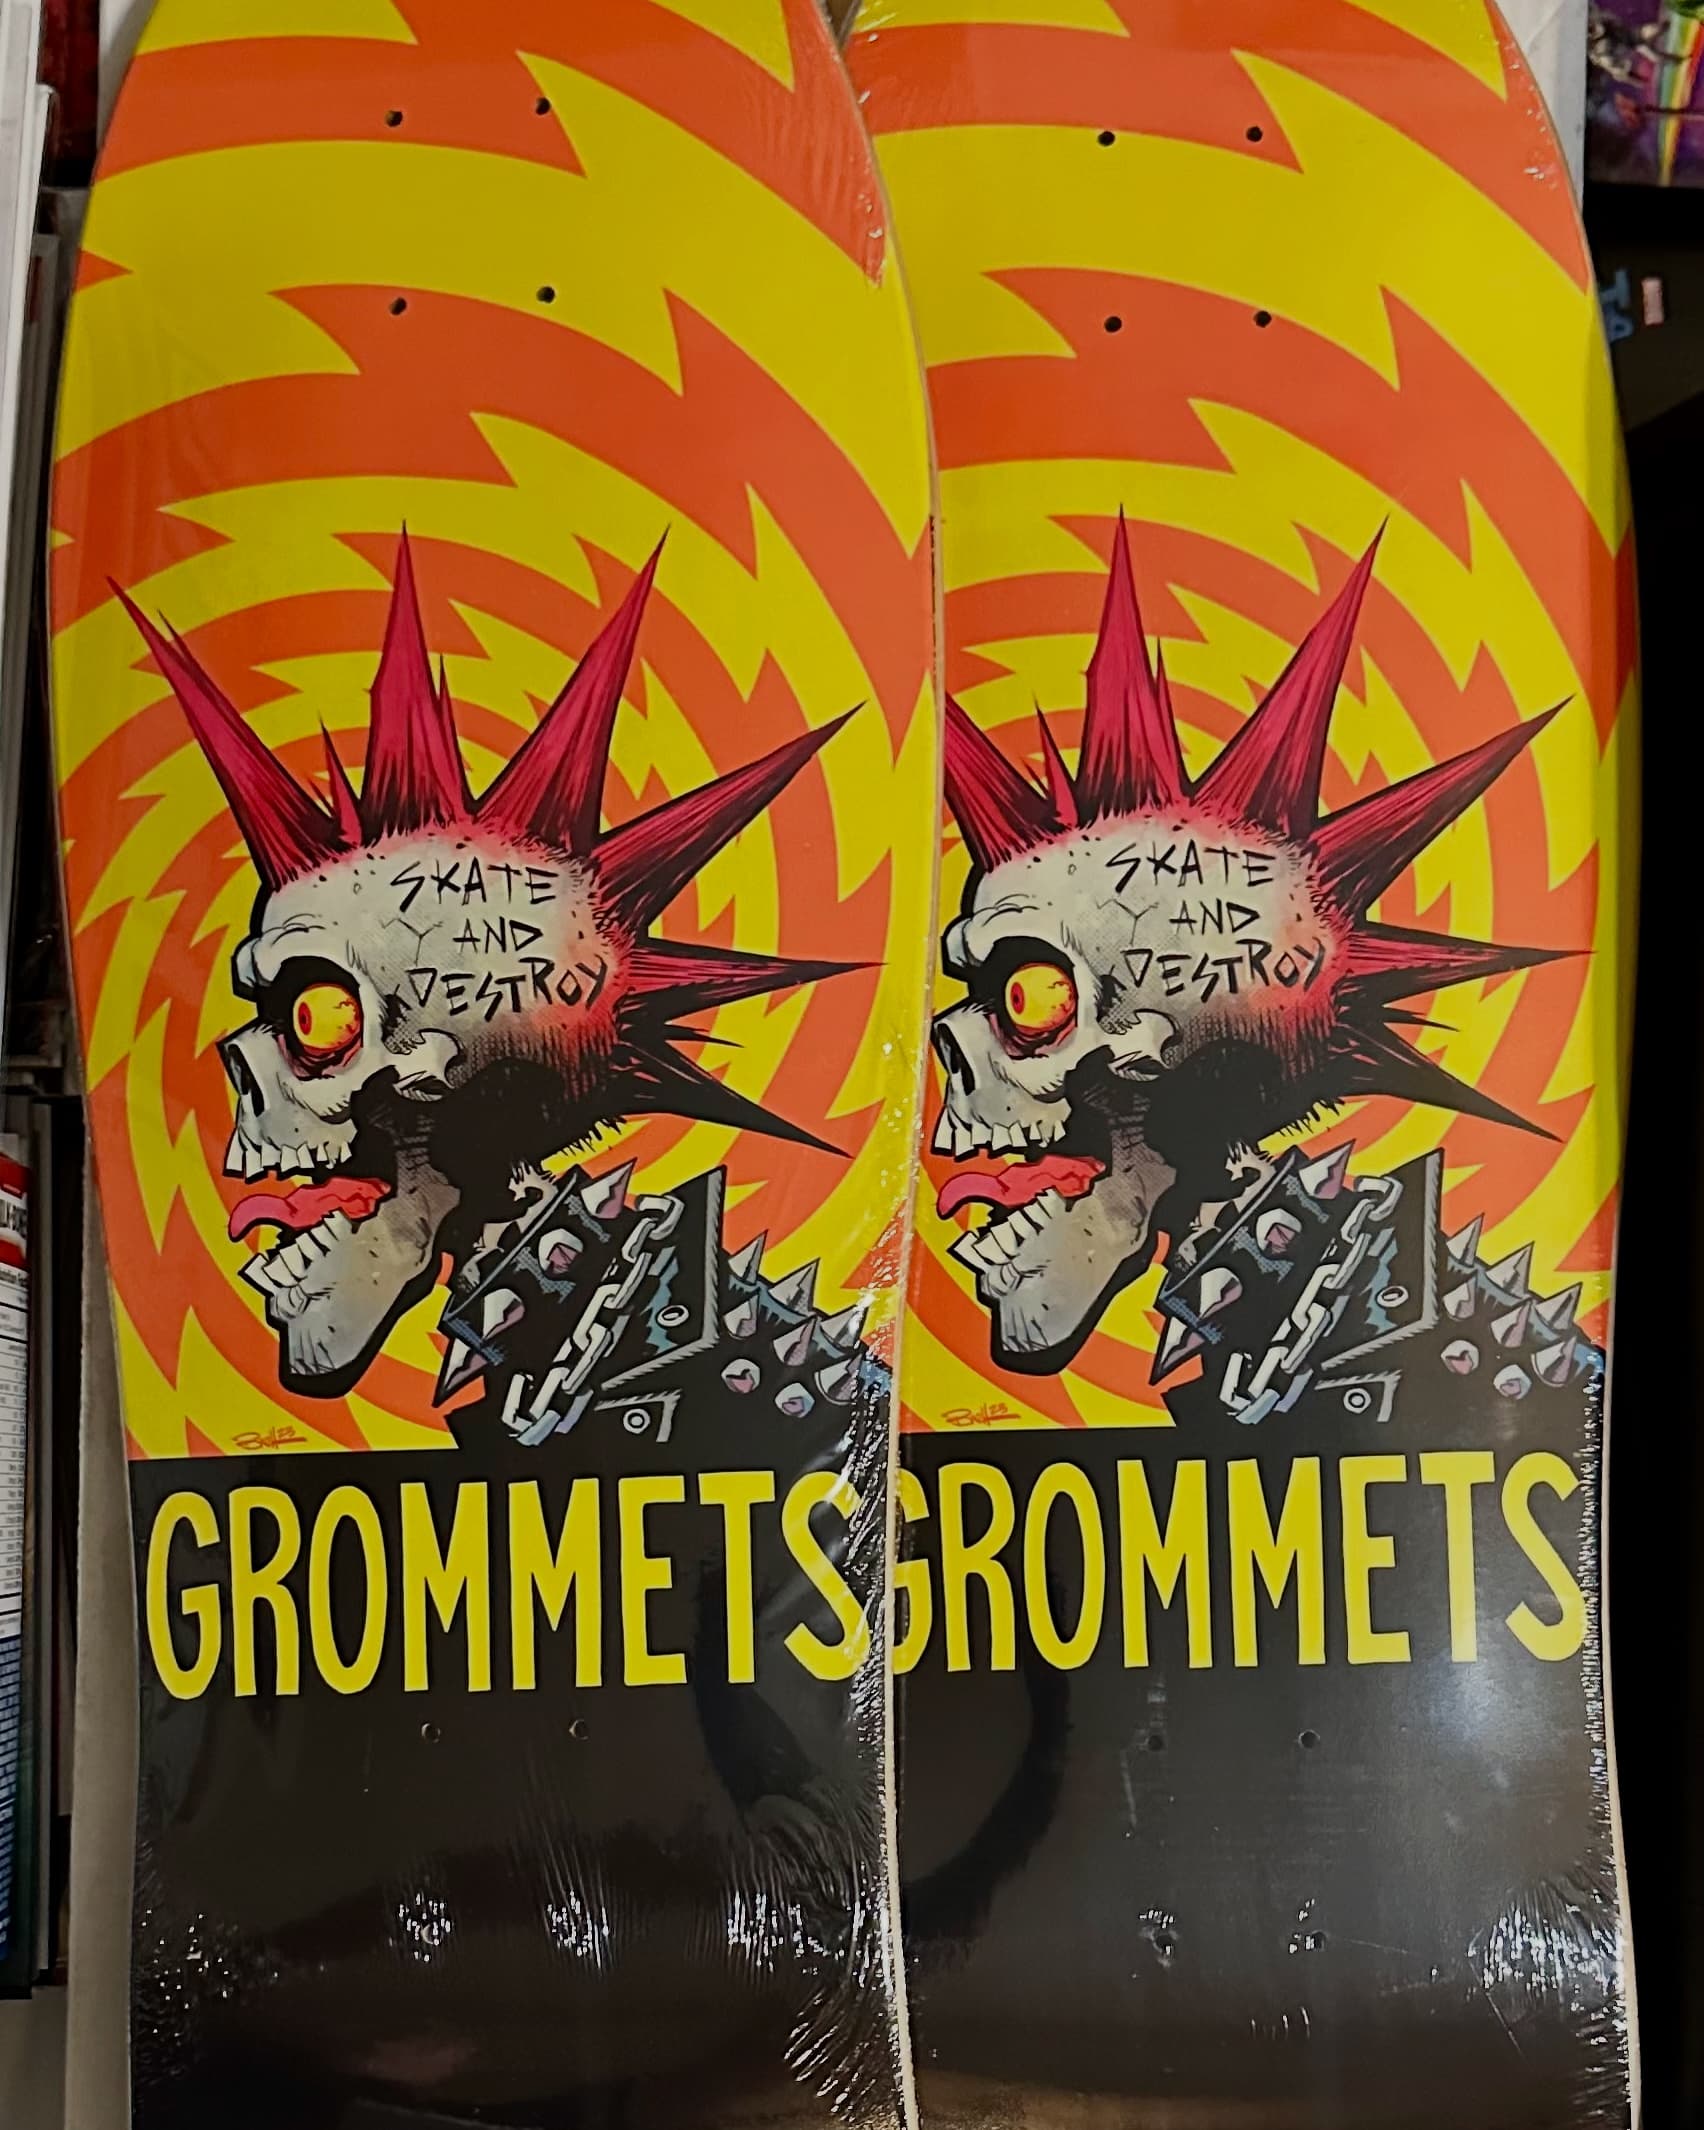 SKATE
AND
DESTROY
GROMMETS
SKATE
AND
DESTROY
GROMMETS